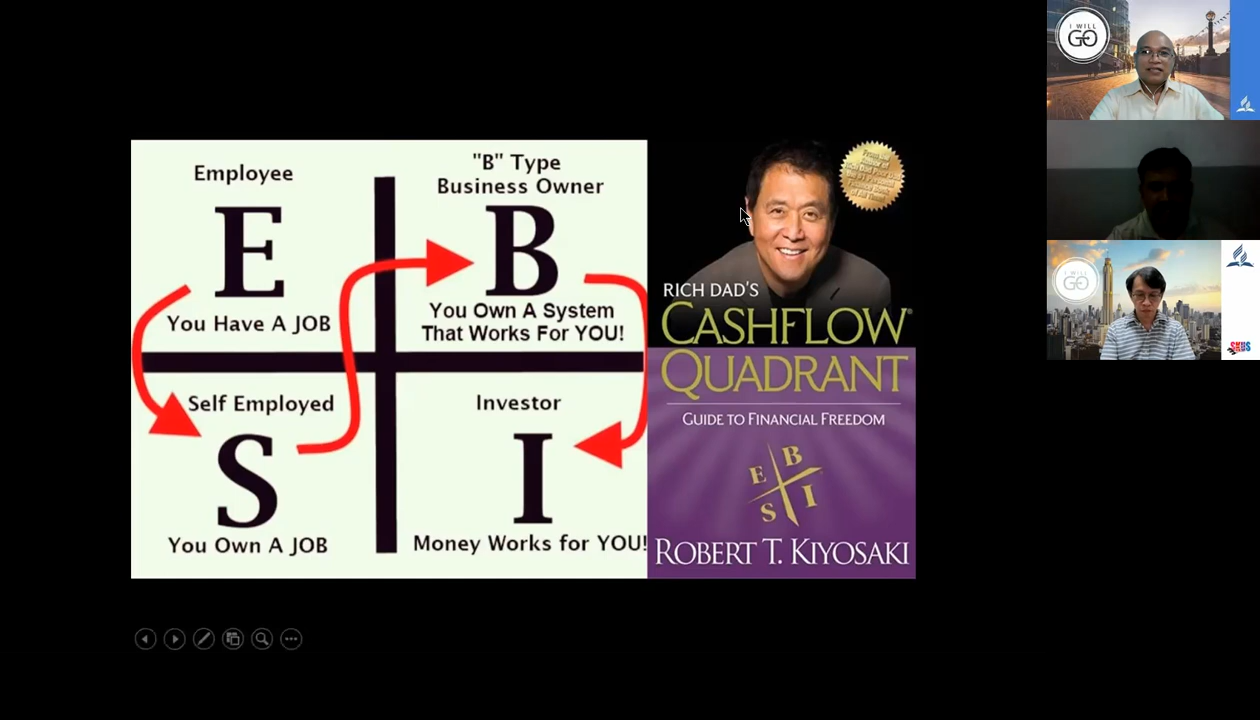 Employee
E
You Have A JOB
"B" Type
Business Owner
B
You Own A System
That Works For YOU!
Self Employed
S
You Own A JOB
Investor
I
Money Works for YOU!
RICH DAD'S
CASHFLOW®
QUADRANT
GUIDE TO FINANCIAL FREEDOM
E B
S I
ROBERT T. KIYOSAKI
I WILL
GO
I WILL
GO